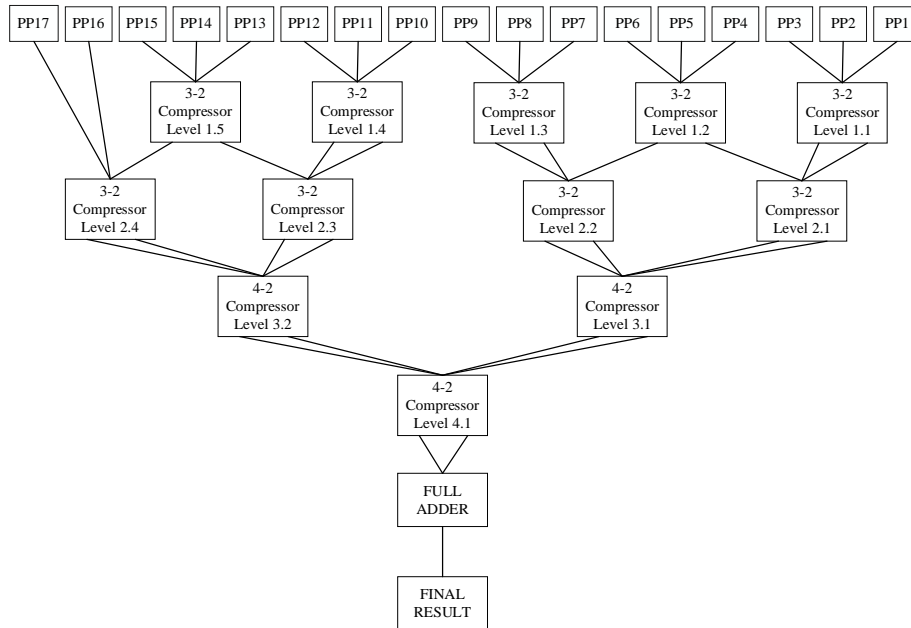 PP17 PP16 PP15 PP14 PP13 PP12 PP11 PP10 PP9 PP8 PP7 PP6 PP5 PP4 PP3 PP2 PP1
3-2
Compressor
Level 1.5
3-2
Compressor
Level 1.4
3-2
Compressor
Level 1.3
3-2
Compressor
Level 1.2
3-2
Compressor
Level 1.1
3-2
Compressor
Level 2.4
3-2
Compressor
Level 2.3
3-2
Compressor
Level 2.2
3-2
Compressor
Level 2.1
4-2
Compressor
Level 3.2
4-2
Compressor
Level 3.1
4-2
Compressor
Level 4.1
FULL
ADDER
FINAL
RESULT